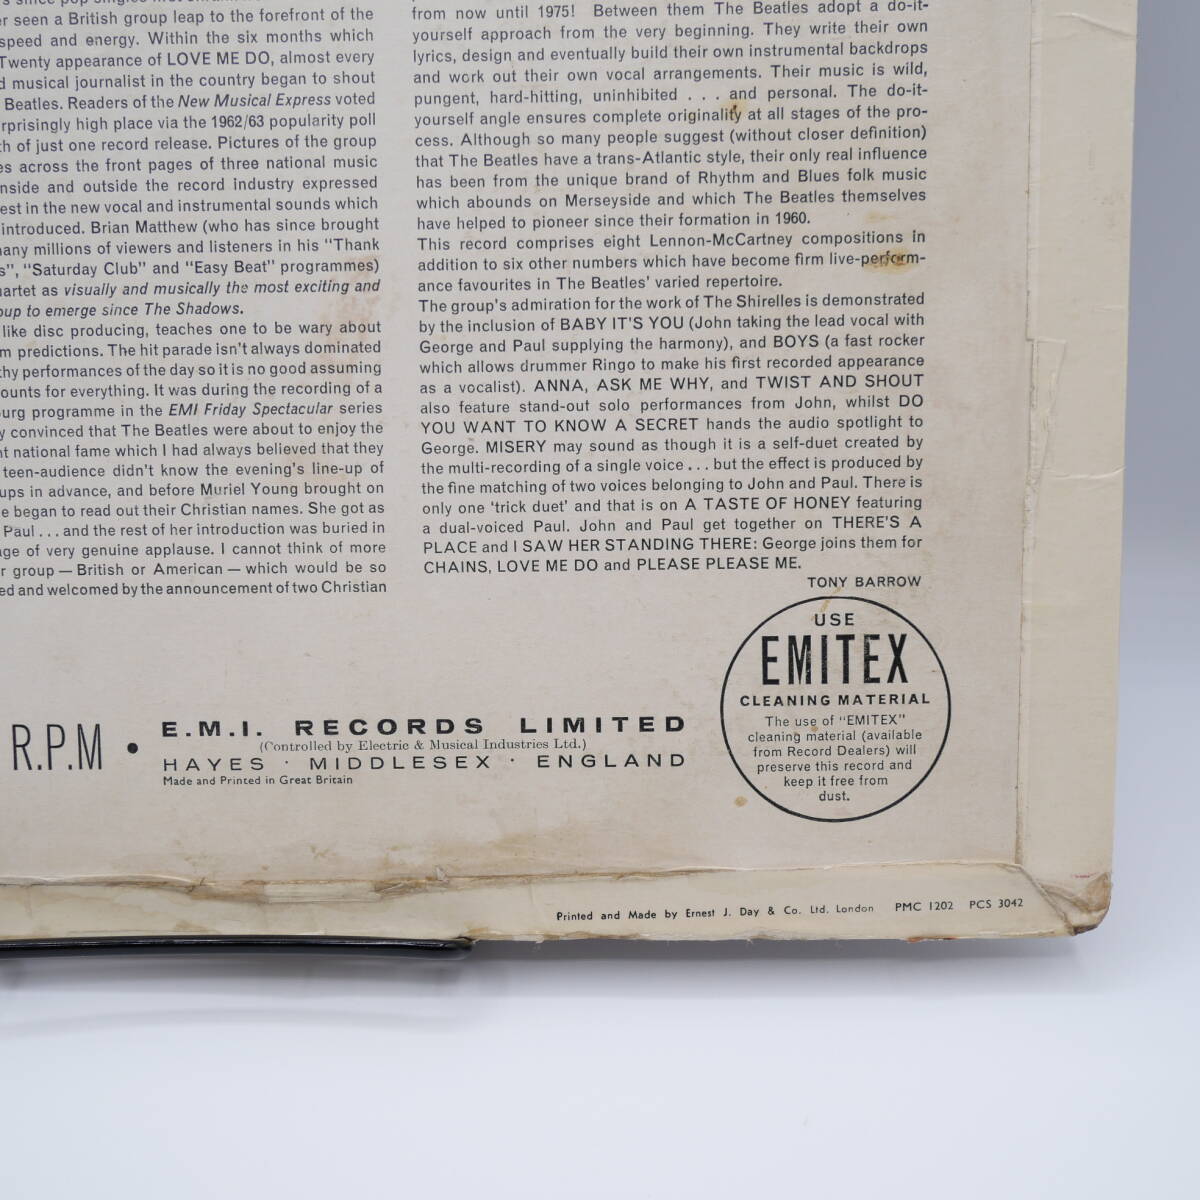 er seen a British group leap to the forefront of the
speed and energy. Within the six months which
Twenty appearance of LOVE ME DO, almost every
d musical journalist in the country began to shout
Beatles. Readers of the New Musical Express voted
rprisingly high place via the 1962/63 popularity poll
th of just one record release. Pictures of the group
es across the front pages of three national music
nside and outside the record industry expressed
est in the new vocal and instrumental sounds which
introduced. Brian Matthew (who has since brought
nany millions of viewers and listeners in his "Thank
s", "Saturday Club" and "Easy Beat" programmes)
artet as visually and musically the most exciting and
oup to emerge since The Shadows.
like disc producing, teaches one to be wary about
m predictions. The hit parade isn't always dominated
thy performances of the day so it is no good assuming
ounts for everything. It was during the recording of a
urg programme in the EMI Friday Spectacular series
y convinced that The Beatles were about to enjoy the
nt national fame which I had always believed that they
teen-audience didn't know the evening's line-up of
ups in advance, and before Muriel Young brought on
e began to read out their Christian names. She got as
Paul . . . and the rest of her introduction was buried in
age of very genuine applause. I cannot think of more
r group — British or American — which would be so
ed and welcomed by the announcement of two Christian
from now until 1975! Between them The Beatles adopt a do-it-
yourself approach from the very beginning. They write their own
lyrics, design and eventually build their own instrumental backdrops
and work out their own vocal arrangements. Their music is wild,
pungent, hard-hitting, uninhibited . . . and personal. The do-it-
yourself angle ensures complete originality at all stages of the pro-
cess. Although so many people suggest (without closer definition)
that The Beatles have a trans-Atlantic style, their only real influence
has been from the unique brand of Rhythm and Blues folk music
which abounds on Merseyside and which The Beatles themselves
have helped to pioneer since their formation in 1960.
This record comprises eight Lennon-McCartney compositions in
addition to six other numbers which have become firm live-perform-
ance favourites in The Beatles' varied repertoire.
The group's admiration for the work of The Shirelles is demonstrated
by the inclusion of BABY IT'S YOU (John taking the lead vocal with
George and Paul supplying the harmony), and BOYS (a fast rocker
which allows drummer Ringo to make his first recorded appearance
as a vocalist). ANNA, ASK ME WHY, and TWIST AND SHOUT
also feature stand-out solo performances from John, whilst DO
YOU WANT TO KNOW A SECRET hands the audio spotlight to
George. MISERY may sound as though it is a self-duet created by
the multi-recording of a single voice . . . but the effect is produced by
the fine matching of two voices belonging to John and Paul. There is
only one 'trick duet' and that is on A TASTE OF HONEY featuring
a dual-voiced Paul. John and Paul get together on THERE'S A
PLACE and I SAW HER STANDING THERE: George joins them for
CHAINS, LOVE ME DO and PLEASE PLEASE ME.
TONY BARROW
R.P.M •
E.M.I. RECORDS LIMITED
(Controlled by Electric & Musical Industries Ltd.)
HAYES · MIDDLESEX · ENGLAND
Made and Printed in Great Britain
USE
EMITEX
CLEANING MATERIAL
The use of "EMITEX"
cleaning material (available
from Record Dealers) will
preserve this record and
keep it free from
dust.
Printed and Made by Ernest J. Day & Co. Ltd. London PMC 1202 PCS 3042